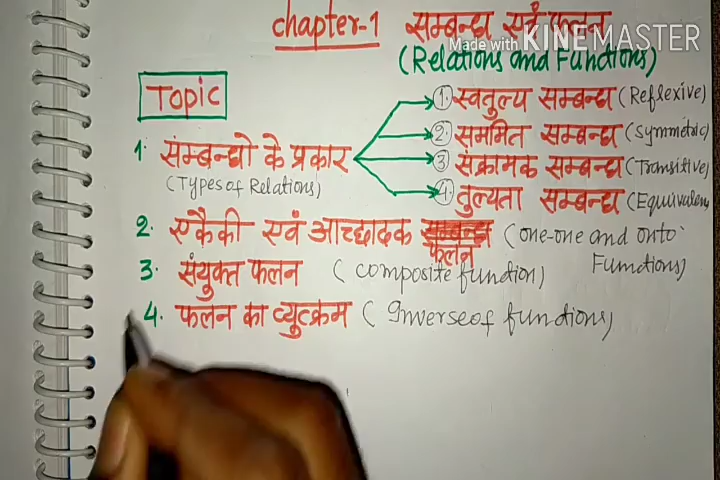 chapter-1 सम्बन्ध एवं फलन
Made with KINEMASTER
(Relations and Functions)
Topic
1. संम्बन्धो के प्रकार
(Types of Relations)
① स्वतुल्य सम्बन्ध (Reflexive)
② सममित सम्बन्ध (Symmetric)
③ संक्रामक सम्बन्ध (Transitive)
④ तुल्यता सम्बन्ध (Equivalen
2. एकैकी एवं आच्छादक सम्बन्ध (one-one and onto
फलन Functions)
3. संयुक्त फलन (composite function)
4. फलन का व्युत्क्रम (Inverse of functions)